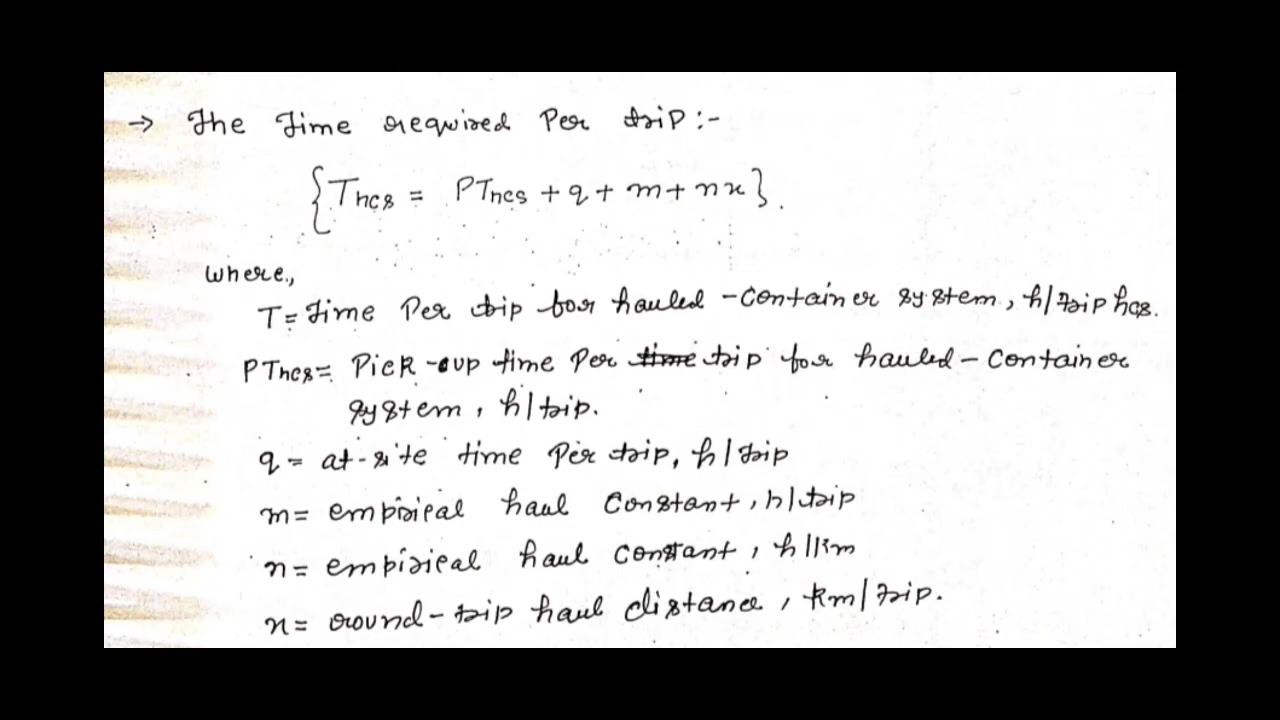 → The Time required Per trip :-
{Thcs = PThcs + q + m + nx}.
where.,
T = Time Per trip for hauled - Container system, h/trip hcs.
PThcs = Pick - up time Per time trip for hauled - Container
system, h/trip.
q = at-site time Per trip, h/trip
m = empirical haul Constant, h/trip
n = empirical haul constant, h/km
x = round - trip haul distance, km/trip.